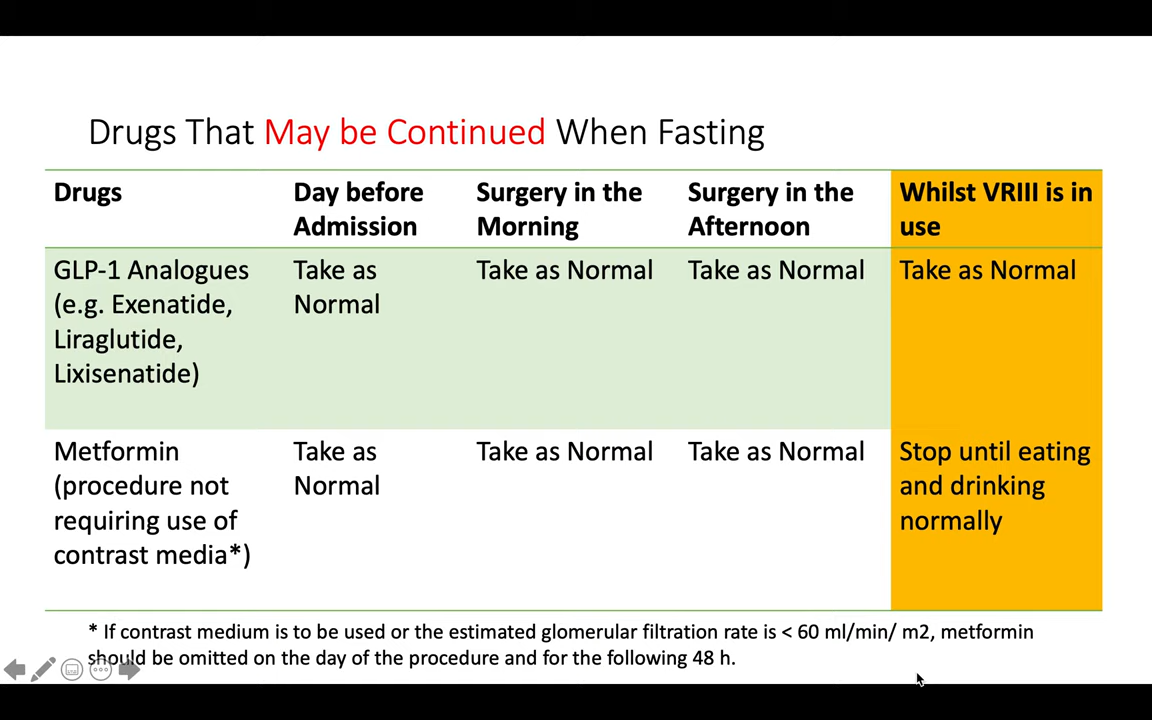 Drugs That May be Continued When Fasting
Drugs
Day before
Admission
Surgery in the
Morning
Surgery in the
Afternoon
Whilst VRIII is in
use
GLP-1 Analogues
(e.g. Exenatide,
Liraglutide,
Lixisenatide)
Take as
Normal
Take as Normal
Take as Normal
Take as Normal
Metformin
(procedure not
requiring use of
contrast media*)
Take as
Normal
Take as Normal
Take as Normal
Stop until eating
and drinking
normally
* If contrast medium is to be used or the estimated glomerular filtration rate is < 60 ml/min/ m2, metformin
should be omitted on the day of the procedure and for the following 48 h.